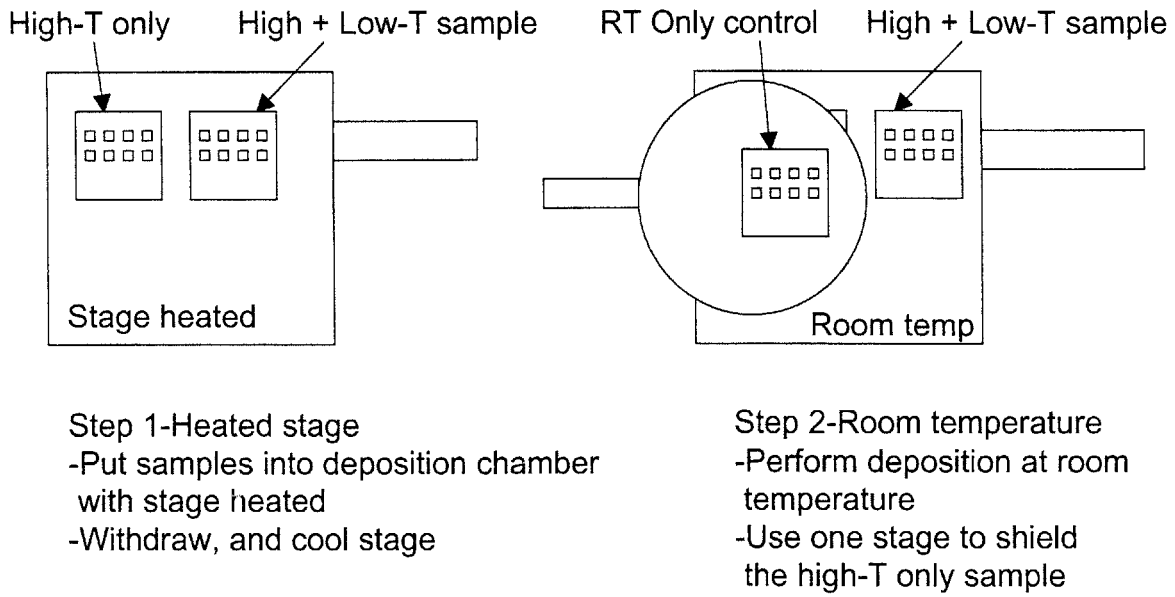 High-T only
High + Low-T sample
Stage heated
Step 1-Heated stage
-Put samples into deposition chamber
with stage heated
-Withdraw, and cool stage
RT Only control
High + Low-T sample
Room temp
Step 2-Room temperature
-Perform deposition at room
temperature
-Use one stage to shield
the high-T only sample